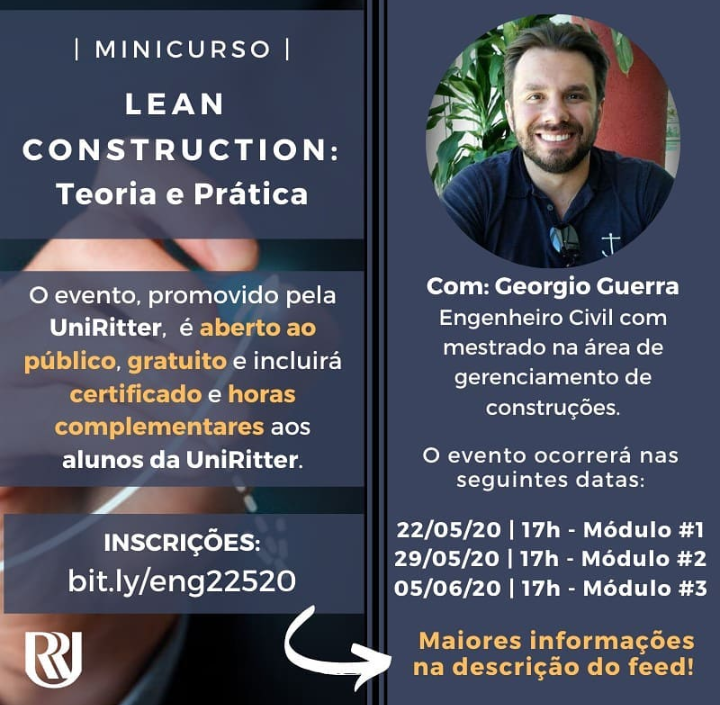 | MINICURSO |
LEAN
CONSTRUCTION:
Teoria e Prática
O evento, promovido pela
UniRitter, é aberto ao
público, gratuito e incluirá
certificado e horas
complementares aos
alunos da UniRitter.
INSCRIÇÕES:
bit.ly/eng22520
Com: Georgio Guerra
Engenheiro Civil com
mestrado na área de
gerenciamento de
construções.
O evento ocorrerá nas
seguintes datas:
22/05/20 | 17h - Módulo #1
29/05/20 | 17h - Módulo #2
05/06/20 | 17h - Módulo #3
Maiores informações
na descrição do feed!